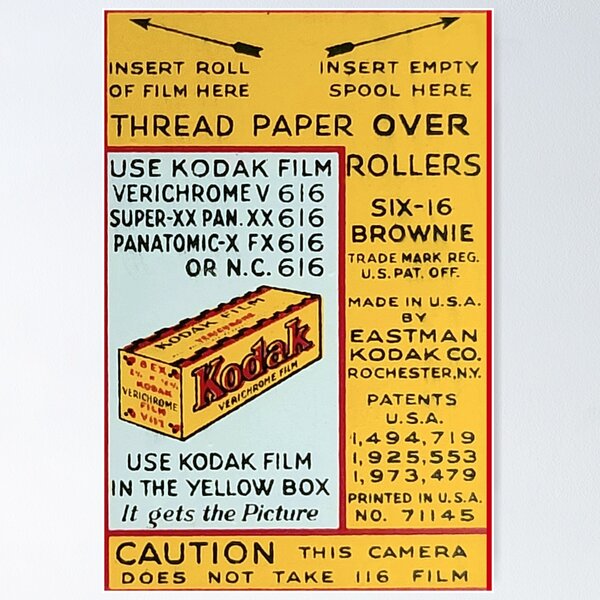 INSERT ROLL
OF FILM HERE
INSERT EMPTY
SPOOL HERE
THREAD PAPER OVER
ROLLERS
USE KODAK FILM
VERICHROME V 616
SUPER-XX PAN. XX 616
PANATOMIC-X FX 616
OR N.C. 616
KODAK FILM
VERICHROME
Kodak
VERICHROME FILM
6 EX.
KODAK
VERICHROME
FILM
USE KODAK FILM
IN THE YELLOW BOX
It gets the Picture
SIX-16
BROWNIE
TRADE MARK REG.
U.S. PAT. OFF.
MADE IN U.S.A.
BY
EASTMAN
KODAK CO.
ROCHESTER, N.Y.
PATENTS
U.S.A.
1,494,719
1,925,553
1,973,479
PRINTED IN U.S.A.
NO. 71145
CAUTION THIS CAMERA
DOES NOT TAKE 116 FILM